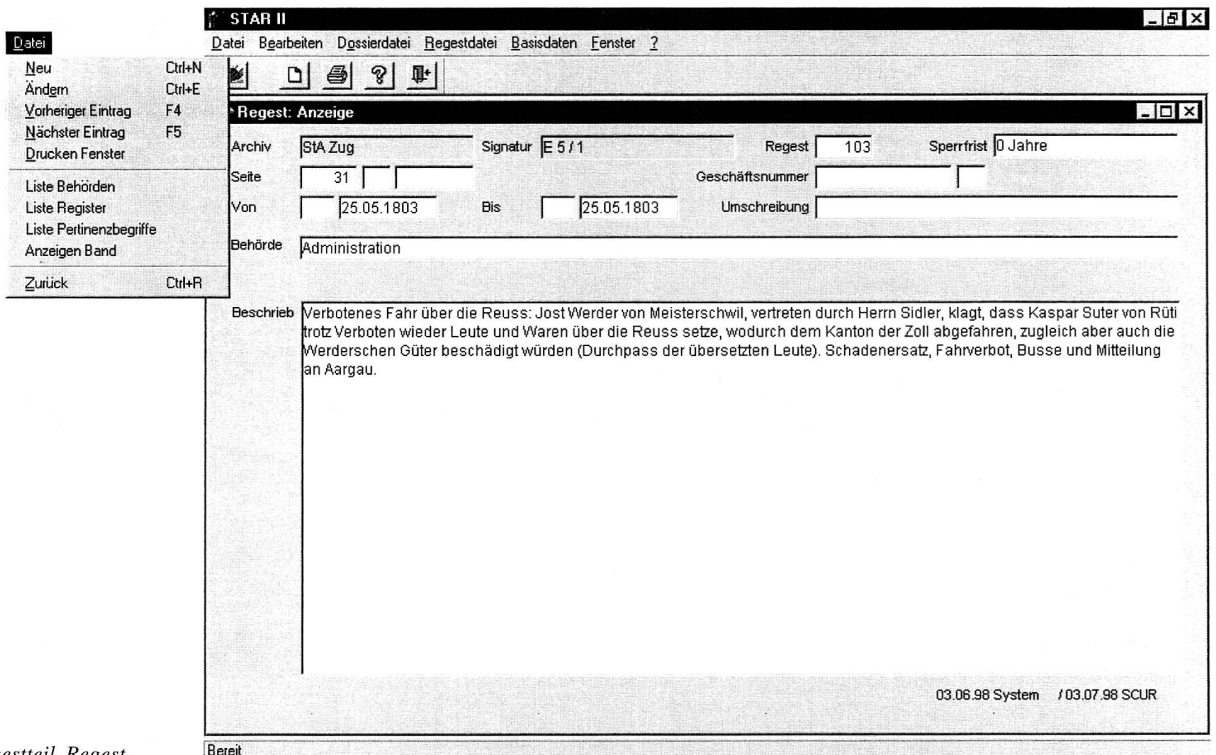 STAR II
Datei Bearbeiten Dossierdatei Regestdatei Basisdaten Fenster ?
Datei
Neu Ctrl+N
Ändern Ctrl+E
Vorheriger Eintrag F4
Nächster Eintrag F5
Drucken Fenster
Liste Behörden
Liste Register
Liste Pertinenzbegriffe
Anzeigen Band
Zurück Ctrl+R
Regest: Anzeige
Archiv StA Zug Signatur E 5 / 1 Regest 103 Sperrfrist 0 Jahre
Seite 31 Geschäftsnummer
Von 25.05.1803 Bis 25.05.1803 Umschreibung
Behörde Administration
Beschrieb Verbotenes Fahr über die Reuss: Jost Werder von Meisterschwil, vertreten durch Herrn Sidler, klagt, dass Kaspar Suter von Rüti
trotz Verboten wieder Leute und Waren über die Reuss setze, wodurch dem Kanton der Zoll abgefahren, zugleich aber auch die
Werderschen Güter beschädigt würden (Durchpass der übersetzten Leute). Schadenersatz, Fahrverbot, Busse und Mitteilung
an Aargau.
03.06.98 System / 03.07.98 SCUR
Bereit
Regest